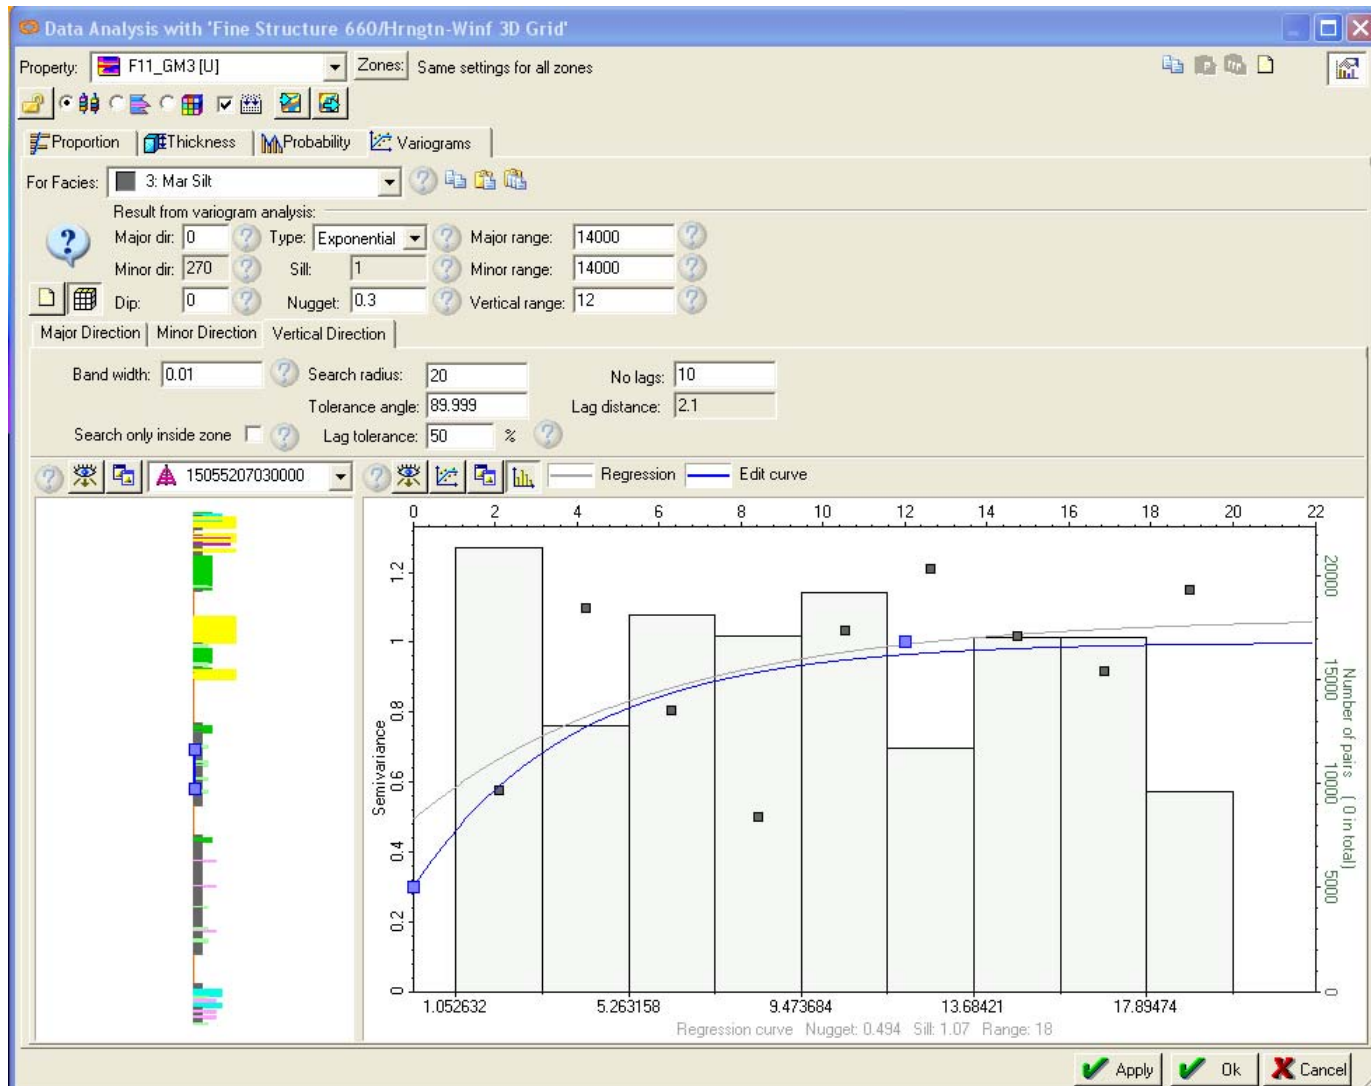 Data Analysis with 'Fine Structure 660/Hrngtn-Winf 3D Grid'
Property: F11_GM3 [U] Zones: Same settings for all zones
Proportion Thickness Probability Variograms
For Facies: 3: Mar Silt
Result from variogram analysis:
Major dir: 0 Type: Exponential Major range: 14000
Minor dir: 270 Sill: 1 Minor range: 14000
Dip: 0 Nugget: 0.3 Vertical range: 12
Major Direction Minor Direction Vertical Direction
Band width: 0.01 Search radius: 20 No lags: 10
Tolerance angle: 89.999 Lag distance: 2.1
Search only inside zone Lag tolerance: 50 %
15055207030000 Regression Edit curve
0 2 4 6 8 10 12 14 16 18 20 22
Semivariance
1.2
1
0.8
0.6
0.4
0.2
0
20000
15000
10000
5000
0
Number of pairs ( 0 in total)
1.052632 5.263158 9.473684 13.68421 17.89474
Regression curve Nugget: 0.494 Sill: 1.07 Range: 18
Apply Ok Cancel